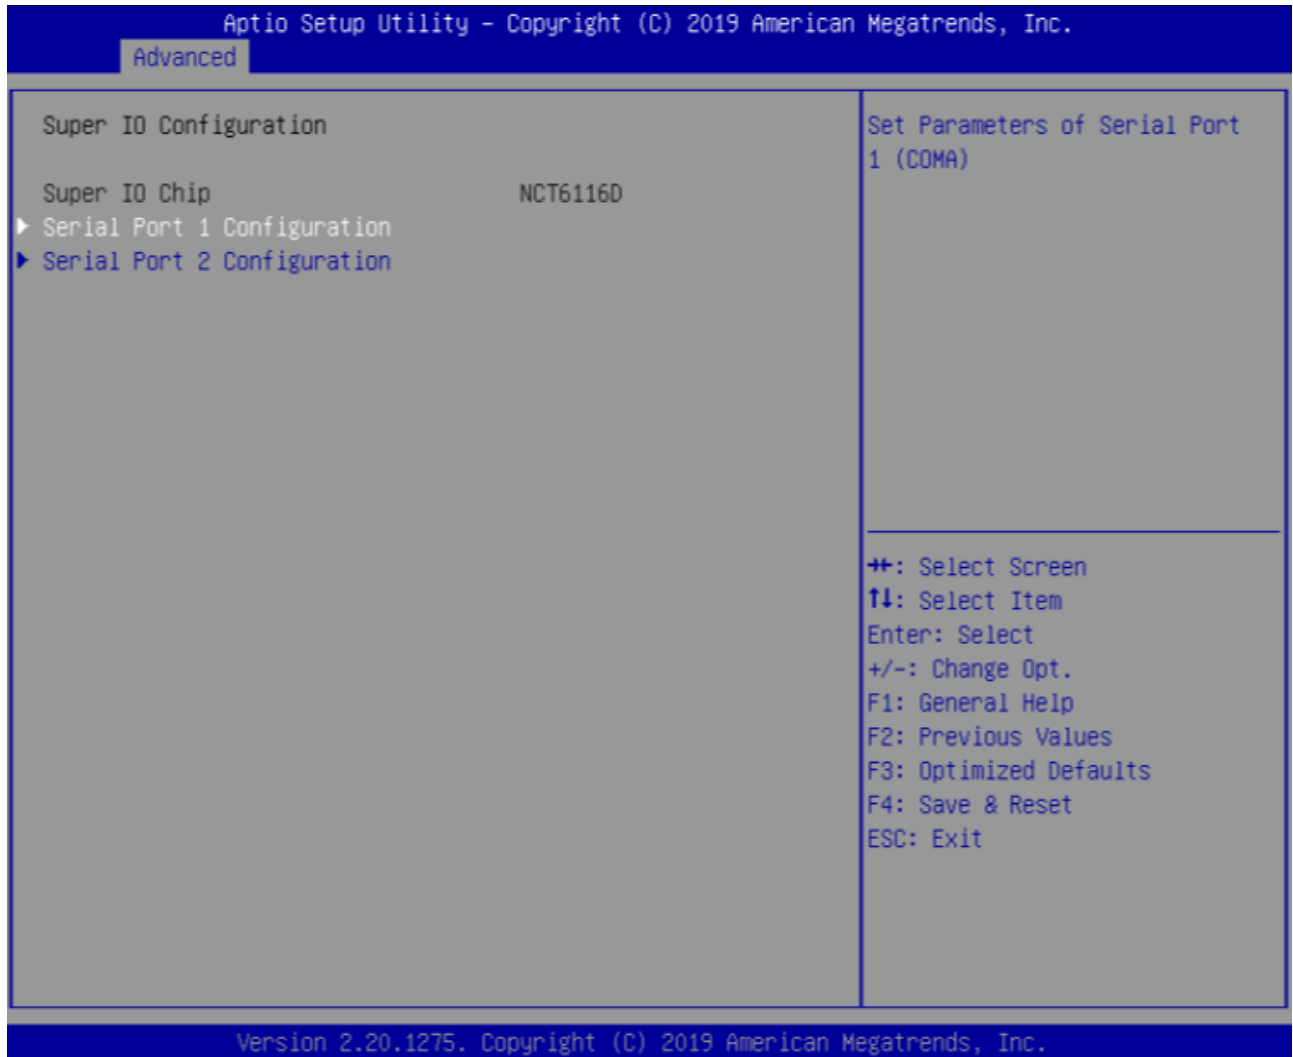 Aptio Setup Utility – Copyright (C) 2019 American Megatrends, Inc.
Advanced
Super IO Configuration
Super IO Chip NCT6116D
Serial Port 1 Configuration
Serial Port 2 Configuration
Set Parameters of Serial Port
1 (COMA)
→←: Select Screen
↑↓: Select Item
Enter: Select
+/-: Change Opt.
F1: General Help
F2: Previous Values
F3: Optimized Defaults
F4: Save & Reset
ESC: Exit
Version 2.20.1275. Copyright (C) 2019 American Megatrends, Inc.